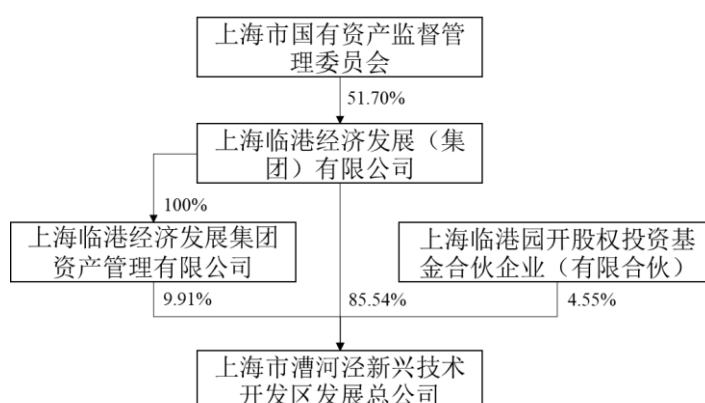 上海市国有资产监督管
理委员会
51.70%
上海临港经济发展（集
团）有限公司
100%
上海临港经济发展集团
资产管理有限公司
上海临港园开股权投资基
金合伙企业（有限合伙）
9.91%
85.54%
4.55%
上海市漕河泾新兴技术
开发区发展总公司